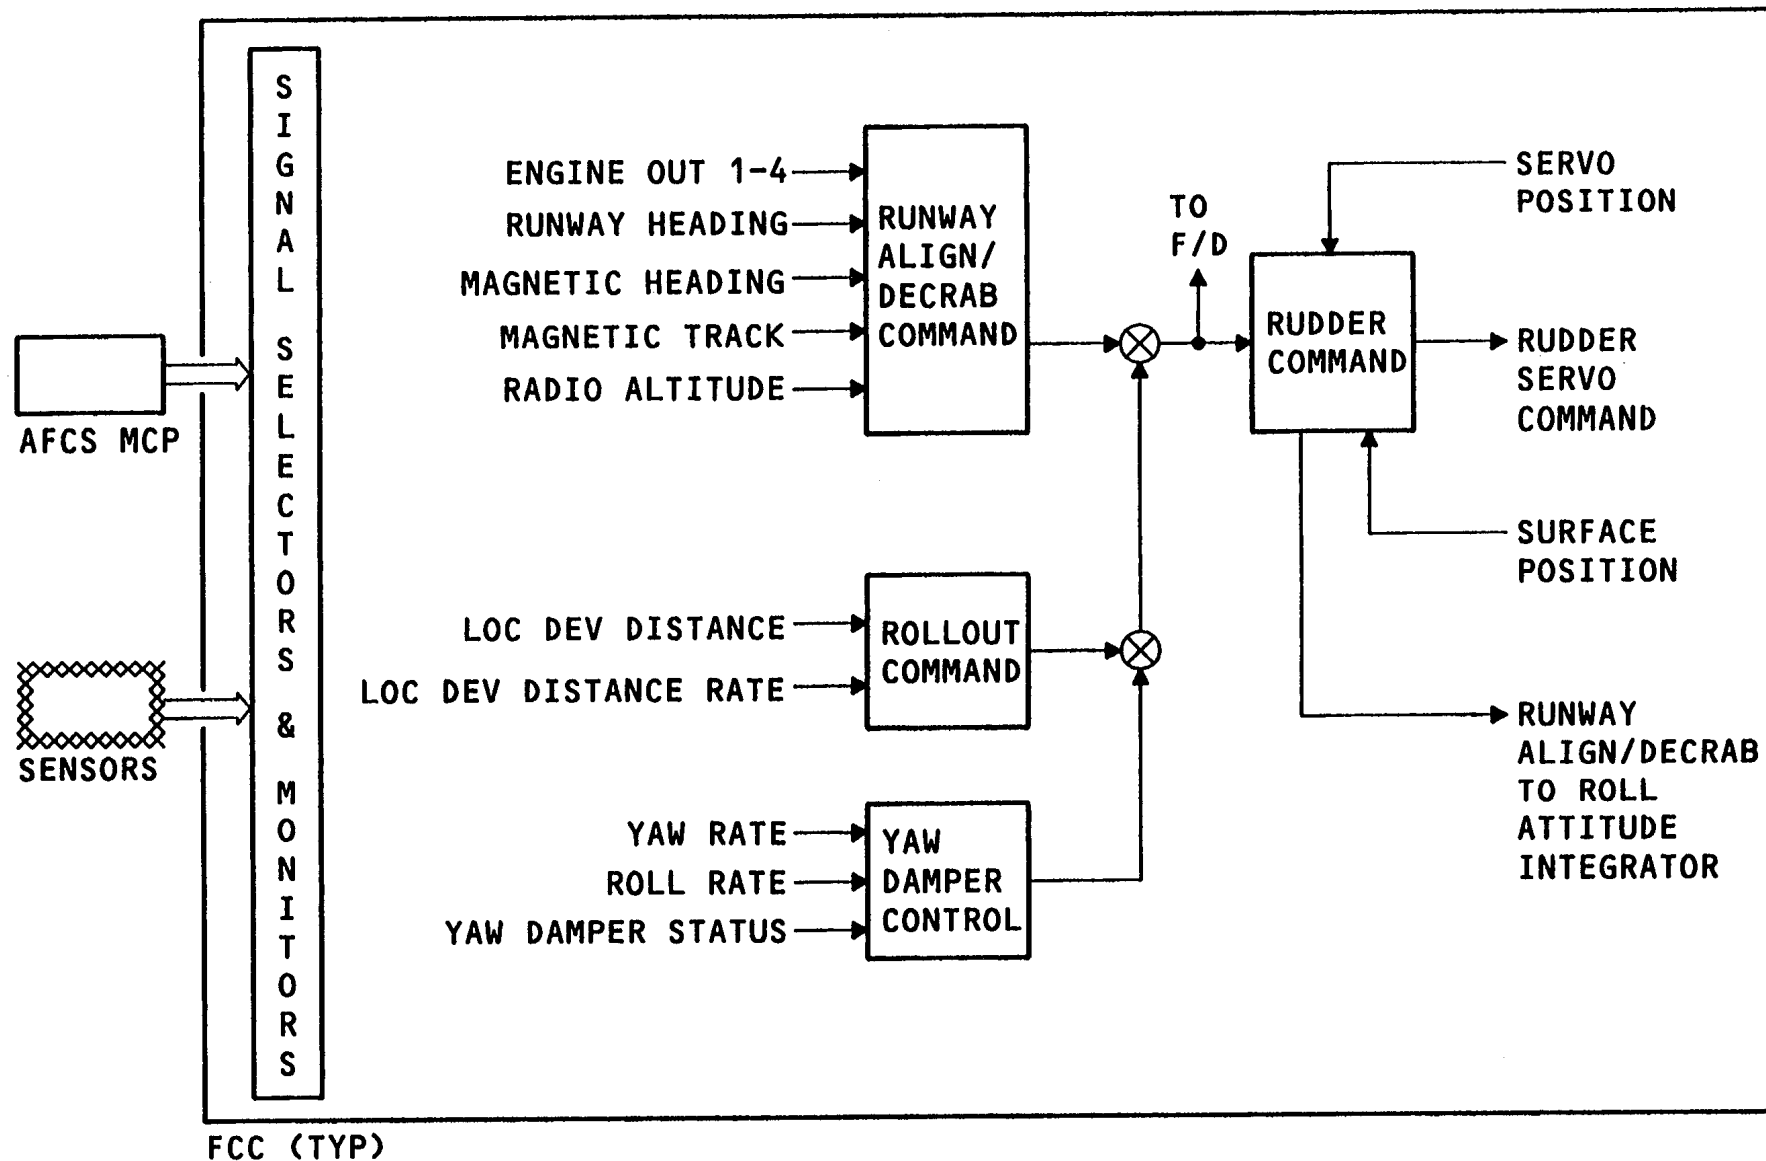 SIGNAL SELECTORS & MONITORS
ENGINE OUT 1-4
RUNWAY HEADING
MAGNETIC HEADING
MAGNETIC TRACK
RADIO ALTITUDE
RUNWAY
ALIGN/
DECRAB
COMMAND
TO
F/D
SERVO
POSITION
RUDDER
COMMAND
RUDDER
SERVO
COMMAND
AFCS MCP
SURFACE
POSITION
LOC DEV DISTANCE
LOC DEV DISTANCE RATE
ROLLOUT
COMMAND
SENSORS
RUNWAY
ALIGN/DECRAB
TO ROLL
ATTITUDE
INTEGRATOR
YAW RATE
ROLL RATE
YAW DAMPER STATUS
YAW
DAMPER
CONTROL
FCC (TYP)